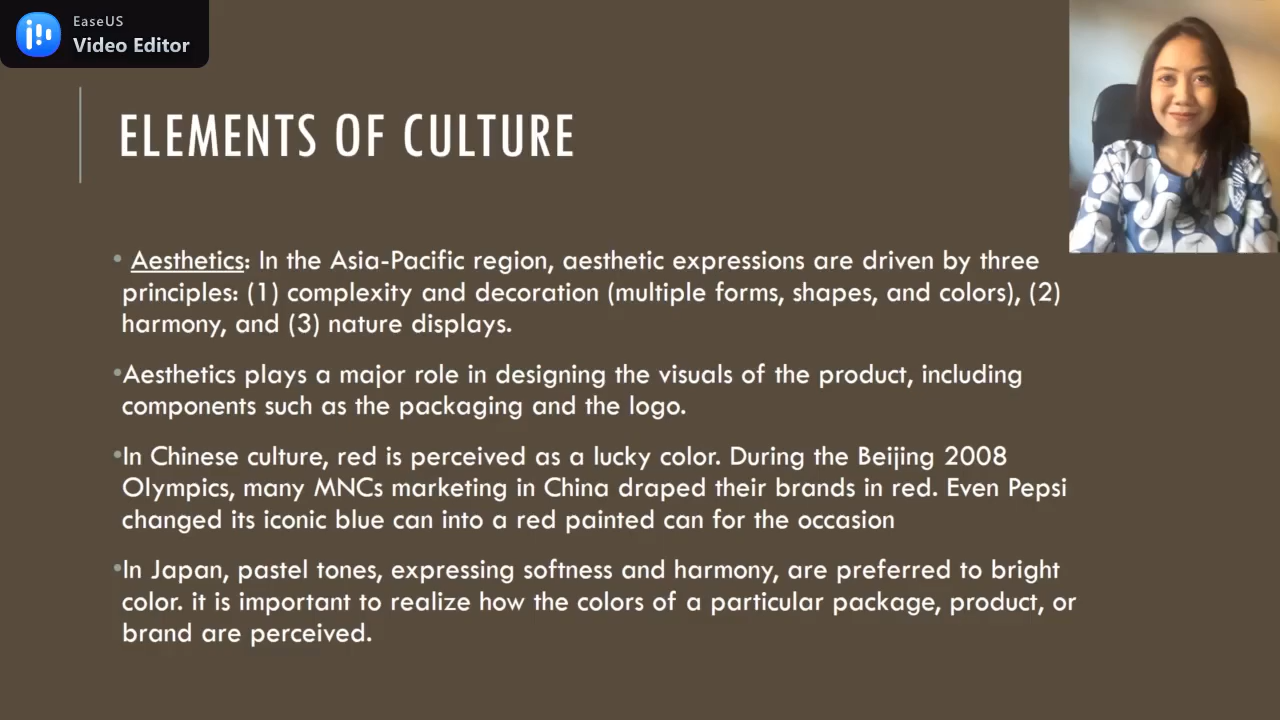 EaseUS
Video Editor
ELEMENTS OF CULTURE
• Aesthetics: In the Asia-Pacific region, aesthetic expressions are driven by three
principles: (1) complexity and decoration (multiple forms, shapes, and colors), (2)
harmony, and (3) nature displays.
•Aesthetics plays a major role in designing the visuals of the product, including
components such as the packaging and the logo.
•In Chinese culture, red is perceived as a lucky color. During the Beijing 2008
Olympics, many MNCs marketing in China draped their brands in red. Even Pepsi
changed its iconic blue can into a red painted can for the occasion
•In Japan, pastel tones, expressing softness and harmony, are preferred to bright
color. it is important to realize how the colors of a particular package, product, or
brand are perceived.